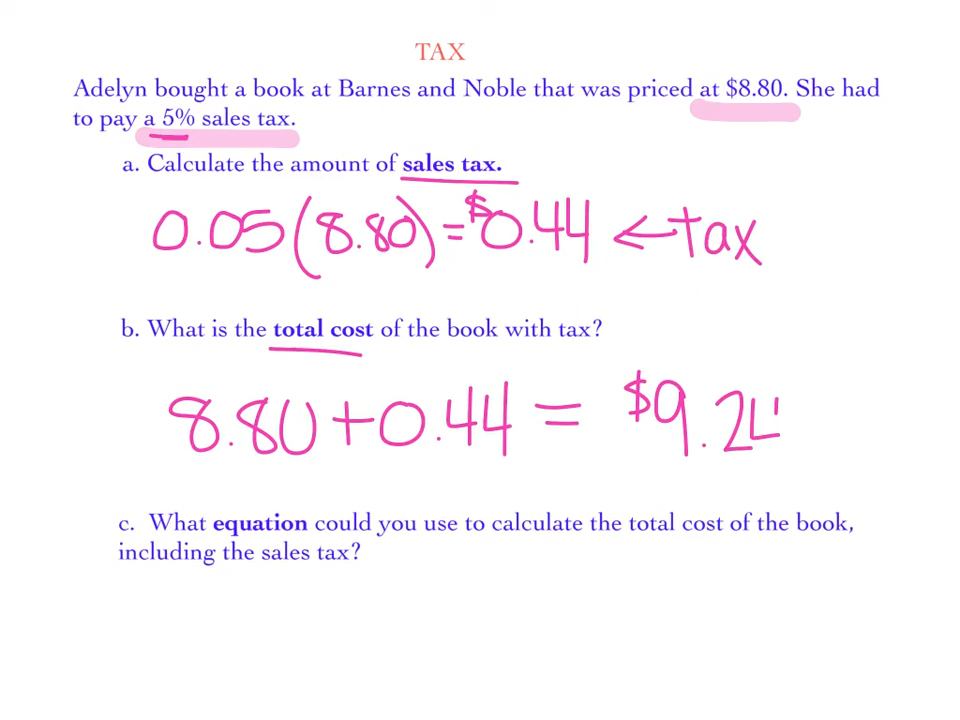 TAX
Adelyn bought a book at Barnes and Noble that was priced at $8.80. She had
to pay a 5% sales tax.
a. Calculate the amount of sales tax.
0.05(8.80)=$0.44 ← tax
b. What is the total cost of the book with tax?
8.80+0.44 = $9.24
c. What equation could you use to calculate the total cost of the book,
including the sales tax?